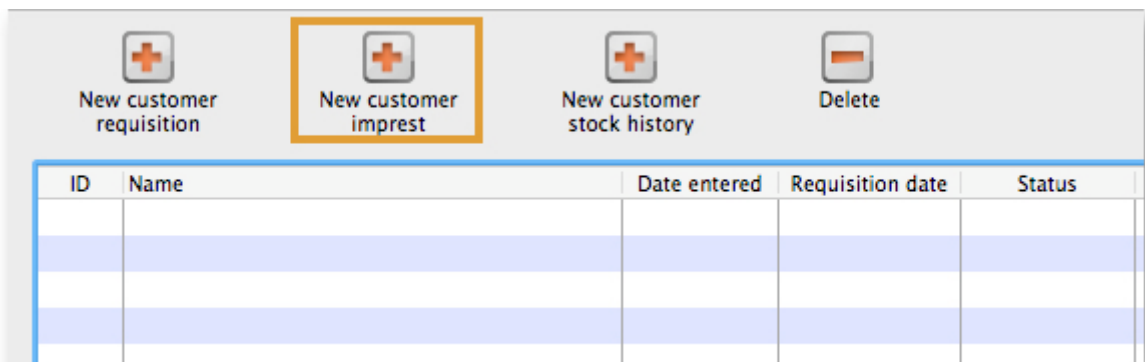 New customer
requisition
New customer
imprest
New customer
stock history
Delete
ID Name Date entered Requisition date Status